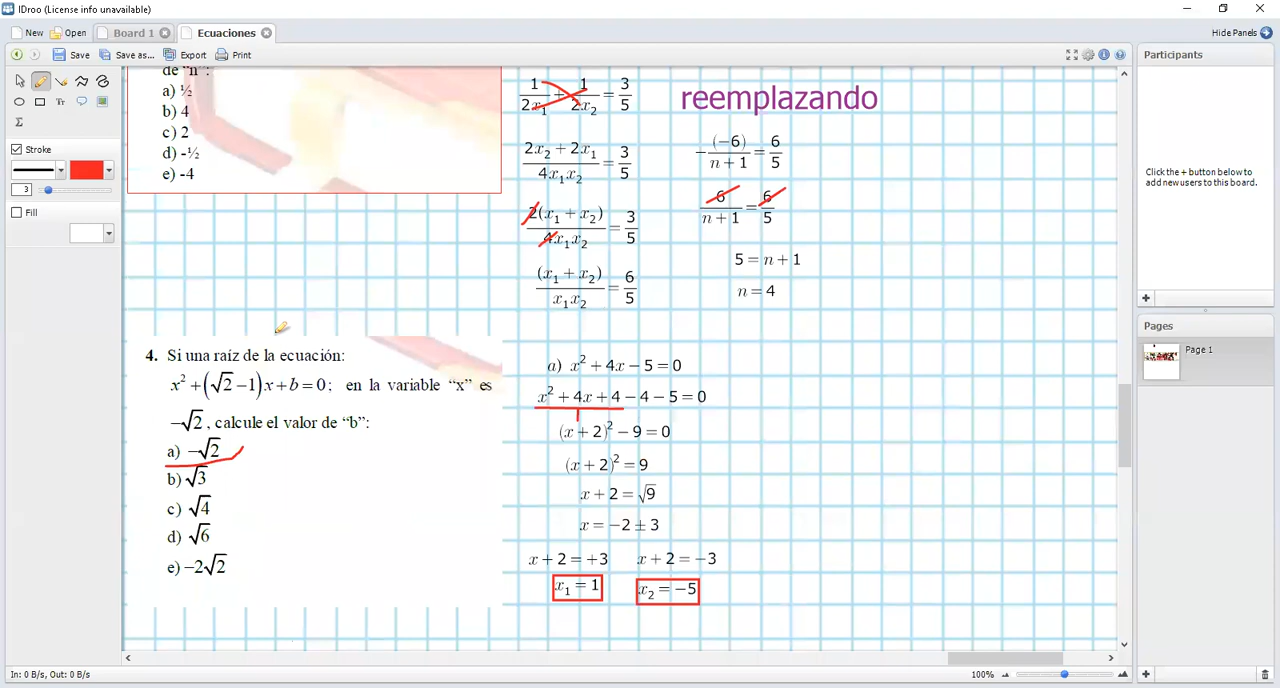 IDroo (License info unavailable)
New Open Board 1 Ecuaciones Hide Panels
Save Save as... Export Print
Participants
Click the + button below to
add new users to this board.
Pages
Page 1
Tr
Σ
Stroke
3
Fill
de "n":
a) ½
b) 4
c) 2
d) -½
e) -4
1/(2x₁) + 1/(2x₂) = 3/5
(2x₂ + 2x₁)/(4x₁x₂) = 3/5
2(x₁ + x₂)/(4x₁x₂) = 3/5
(x₁ + x₂)/(x₁x₂) = 6/5
reemplazando
-(-6)/(n + 1) = 6/5
6/(n + 1) = 6/5
5 = n + 1
n = 4
4. Si una raíz de la ecuación:
x² + (√2 − 1)x + b = 0; en la variable "x" es
−√2, calcule el valor de "b":
a) −√2
b) √3
c) √4
d) √6
e) −2√2
a) x² + 4x − 5 = 0
x² + 4x + 4 − 4 − 5 = 0
(x + 2)² − 9 = 0
(x + 2)² = 9
x + 2 = √9
x = −2 ± 3
x + 2 = +3 x + 2 = −3
x₁ = 1 x₂ = −5
In: 0 B/s, Out: 0 B/s 100%